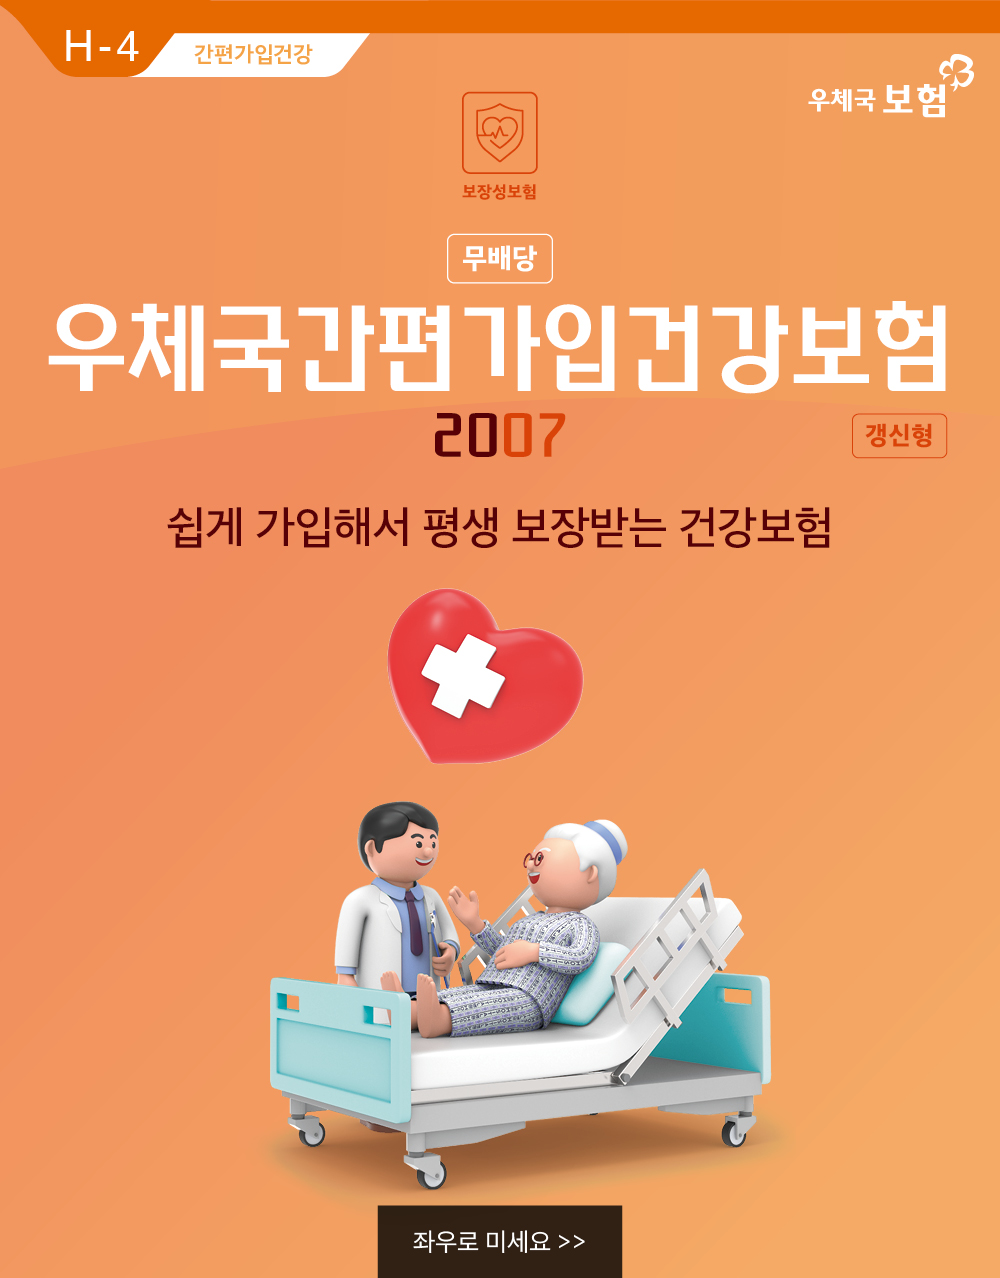 H-4
간편가입건강
우체국 보험
보장성보험
무배당
우체국간편가입건강보험
2007
갱신형
쉽게 가입해서 평생 보장받는 건강보험
좌우로 미세요 >>